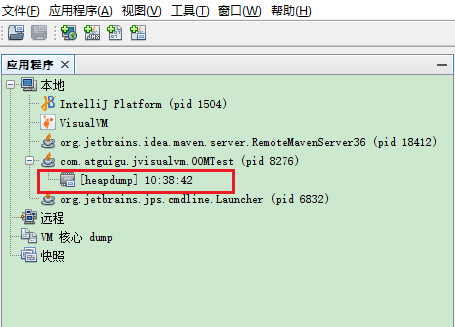 文件(F) 应用程序(A) 视图(V) 工具(T) 窗口(W) 帮助(H)
应用程序
本地
IntelliJ Platform (pid 1504)
VisualVM
org.jetbrains.idea.maven.server.RemoteMavenServer36 (pid 18412)
com.atguigu.jvisualvm.OOMTest (pid 8276)
[heapdump] 10:38:42
org.jetbrains.jps.cmdline.Launcher (pid 6832)
远程
VM 核心 dump
快照